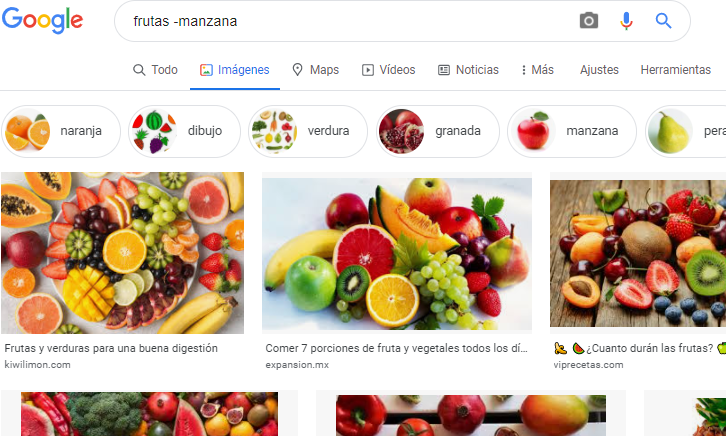 Google
frutas -manzana
Todo Imágenes Maps Vídeos Noticias Más Ajustes Herramientas
naranja dibujo verdura granada manzana pera
Frutas y verduras para una buena digestión
kiwilimon.com
Comer 7 porciones de fruta y vegetales todos los dí...
expansion.mx
🍌🍉¿Cuanto durán las frutas? 🍏
viprecetas.com